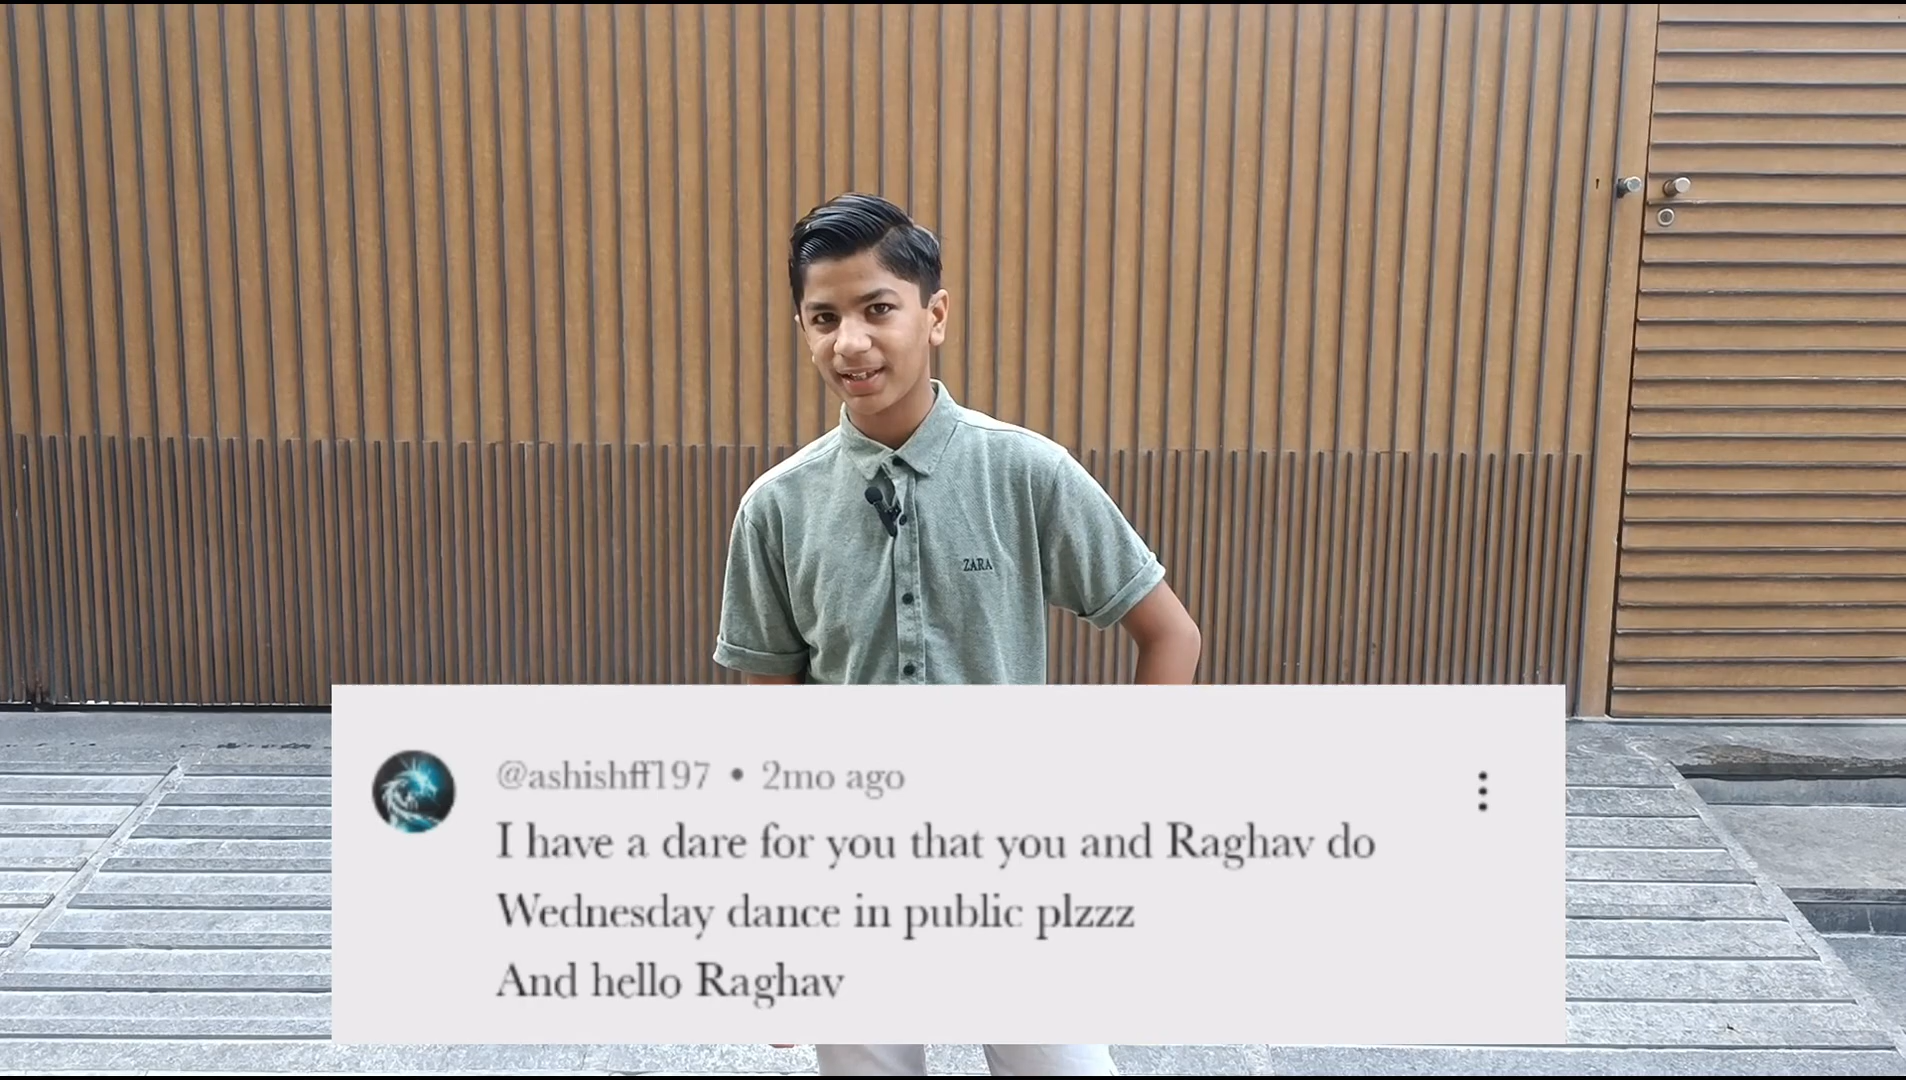 ZARA
@ashishff197 • 2mo ago
I have a dare for you that you and Raghav do
Wednesday dance in public plzzz
And hello Raghav